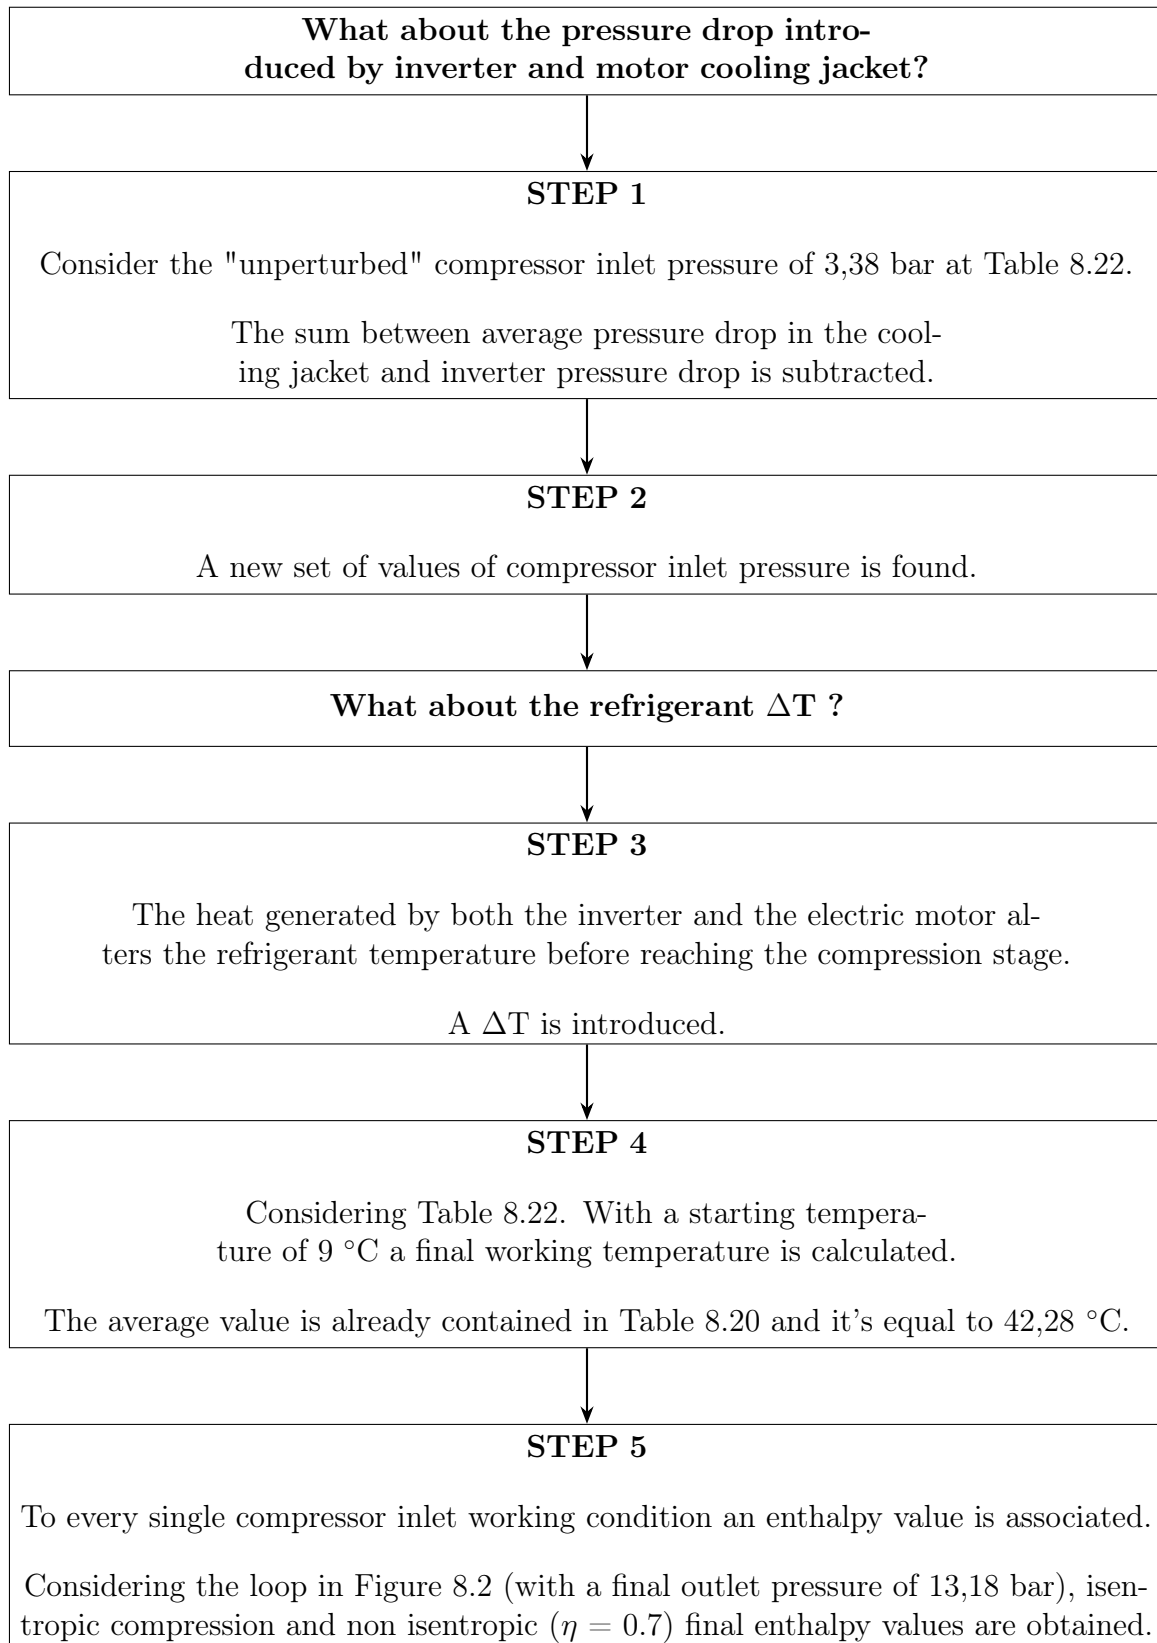 What about the pressure drop intro-
duced by inverter and motor cooling jacket?
STEP 1
Consider the "unperturbed" compressor inlet pressure of 3,38 bar at Table 8.22.
The sum between average pressure drop in the cool-
ing jacket and inverter pressure drop is subtracted.
STEP 2
A new set of values of compressor inlet pressure is found.
What about the refrigerant ΔT ?
STEP 3
The heat generated by both the inverter and the electric motor al-
ters the refrigerant temperature before reaching the compression stage.
A ΔT is introduced.
STEP 4
Considering Table 8.22. With a starting tempera-
ture of 9 °C a final working temperature is calculated.
The average value is already contained in Table 8.20 and it's equal to 42,28 °C.
STEP 5
To every single compressor inlet working condition an enthalpy value is associated.
Considering the loop in Figure 8.2 (with a final outlet pressure of 13,18 bar), isen-
tropic compression and non isentropic (η = 0.7) final enthalpy values are obtained.